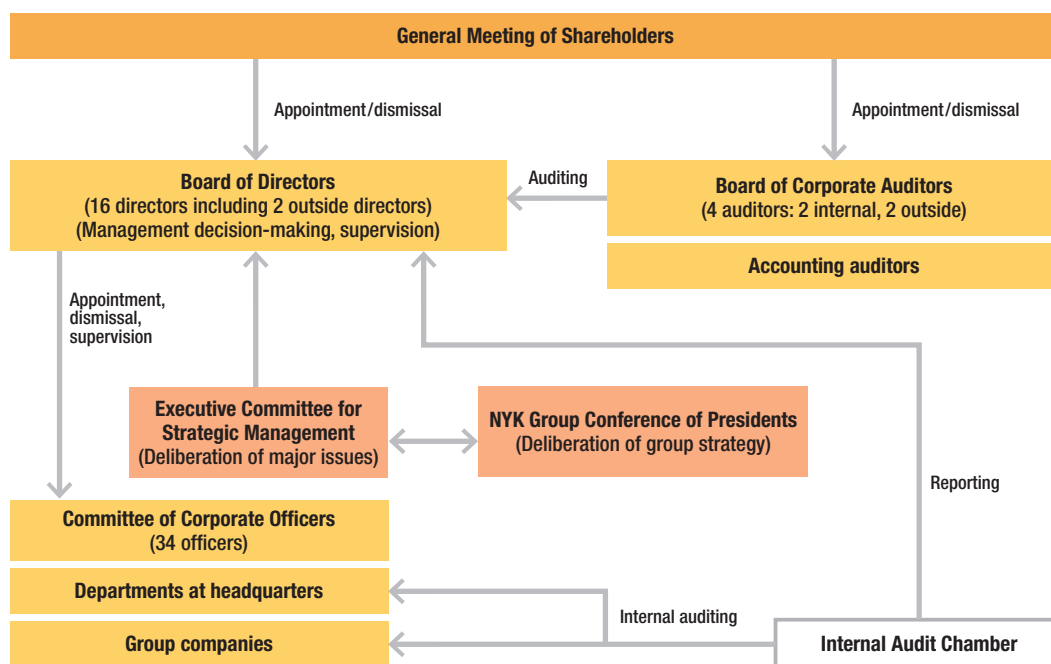 General Meeting of Shareholders
Appointment/dismissal
Appointment/dismissal
Board of Directors
(16 directors including 2 outside directors)
(Management decision-making, supervision)
Auditing
Board of Corporate Auditors
(4 auditors: 2 internal, 2 outside)
Accounting auditors
Appointment,
dismissal,
supervision
Executive Committee for
Strategic Management
(Deliberation of major issues)
NYK Group Conference of Presidents
(Deliberation of group strategy)
Reporting
Committee of Corporate Officers
(34 officers)
Departments at headquarters
Internal auditing
Group companies
Internal Audit Chamber